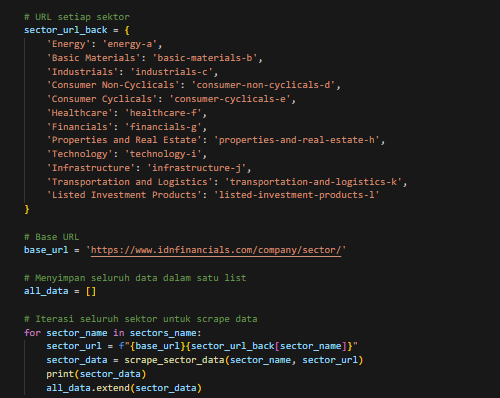 # URL setiap sektor
sector_url_back = {
    'Energy': 'energy-a',
    'Basic Materials': 'basic-materials-b',
    'Industrials': 'industrials-c',
    'Consumer Non-Cyclicals': 'consumer-non-cyclicals-d',
    'Consumer Cyclicals': 'consumer-cyclicals-e',
    'Healthcare': 'healthcare-f',
    'Financials': 'financials-g',
    'Properties and Real Estate': 'properties-and-real-estate-h',
    'Technology': 'technology-i',
    'Infrastructure': 'infrastructure-j',
    'Transportation and Logistics': 'transportation-and-logistics-k',
    'Listed Investment Products': 'listed-investment-products-l'
}
# Base URL
base_url = 'https://www.idnfinancials.com/company/sector/'
# Menyimpan seluruh data dalam satu list
all_data = []
# Iterasi seluruh sektor untuk scrape data
for sector_name in sectors_name:
    sector_url = f"{base_url}{sector_url_back[sector_name]}"
    sector_data = scrape_sector_data(sector_name, sector_url)
    print(sector_data)
    all_data.extend(sector_data)